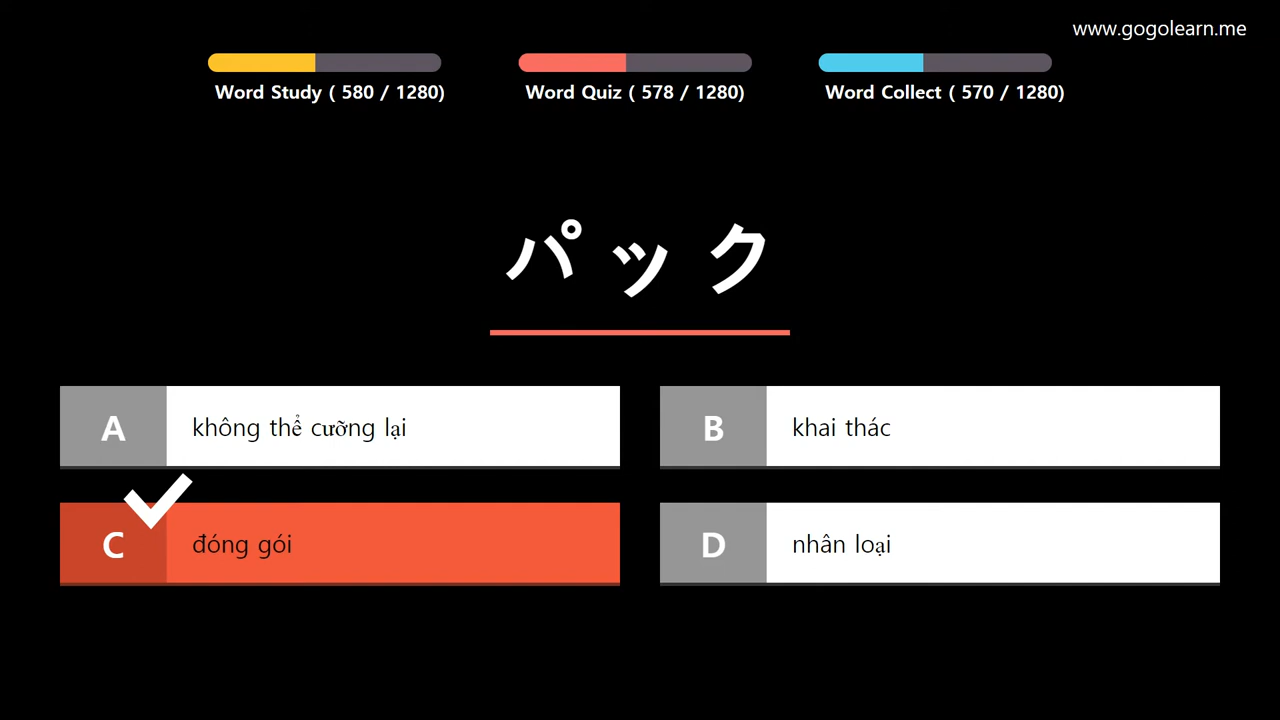 www.gogolearn.me
Word Study ( 580 / 1280)
Word Quiz ( 578 / 1280)
Word Collect ( 570 / 1280)
パック
A không thể cưỡng lại
B khai thác
C đóng gói
D nhân loại